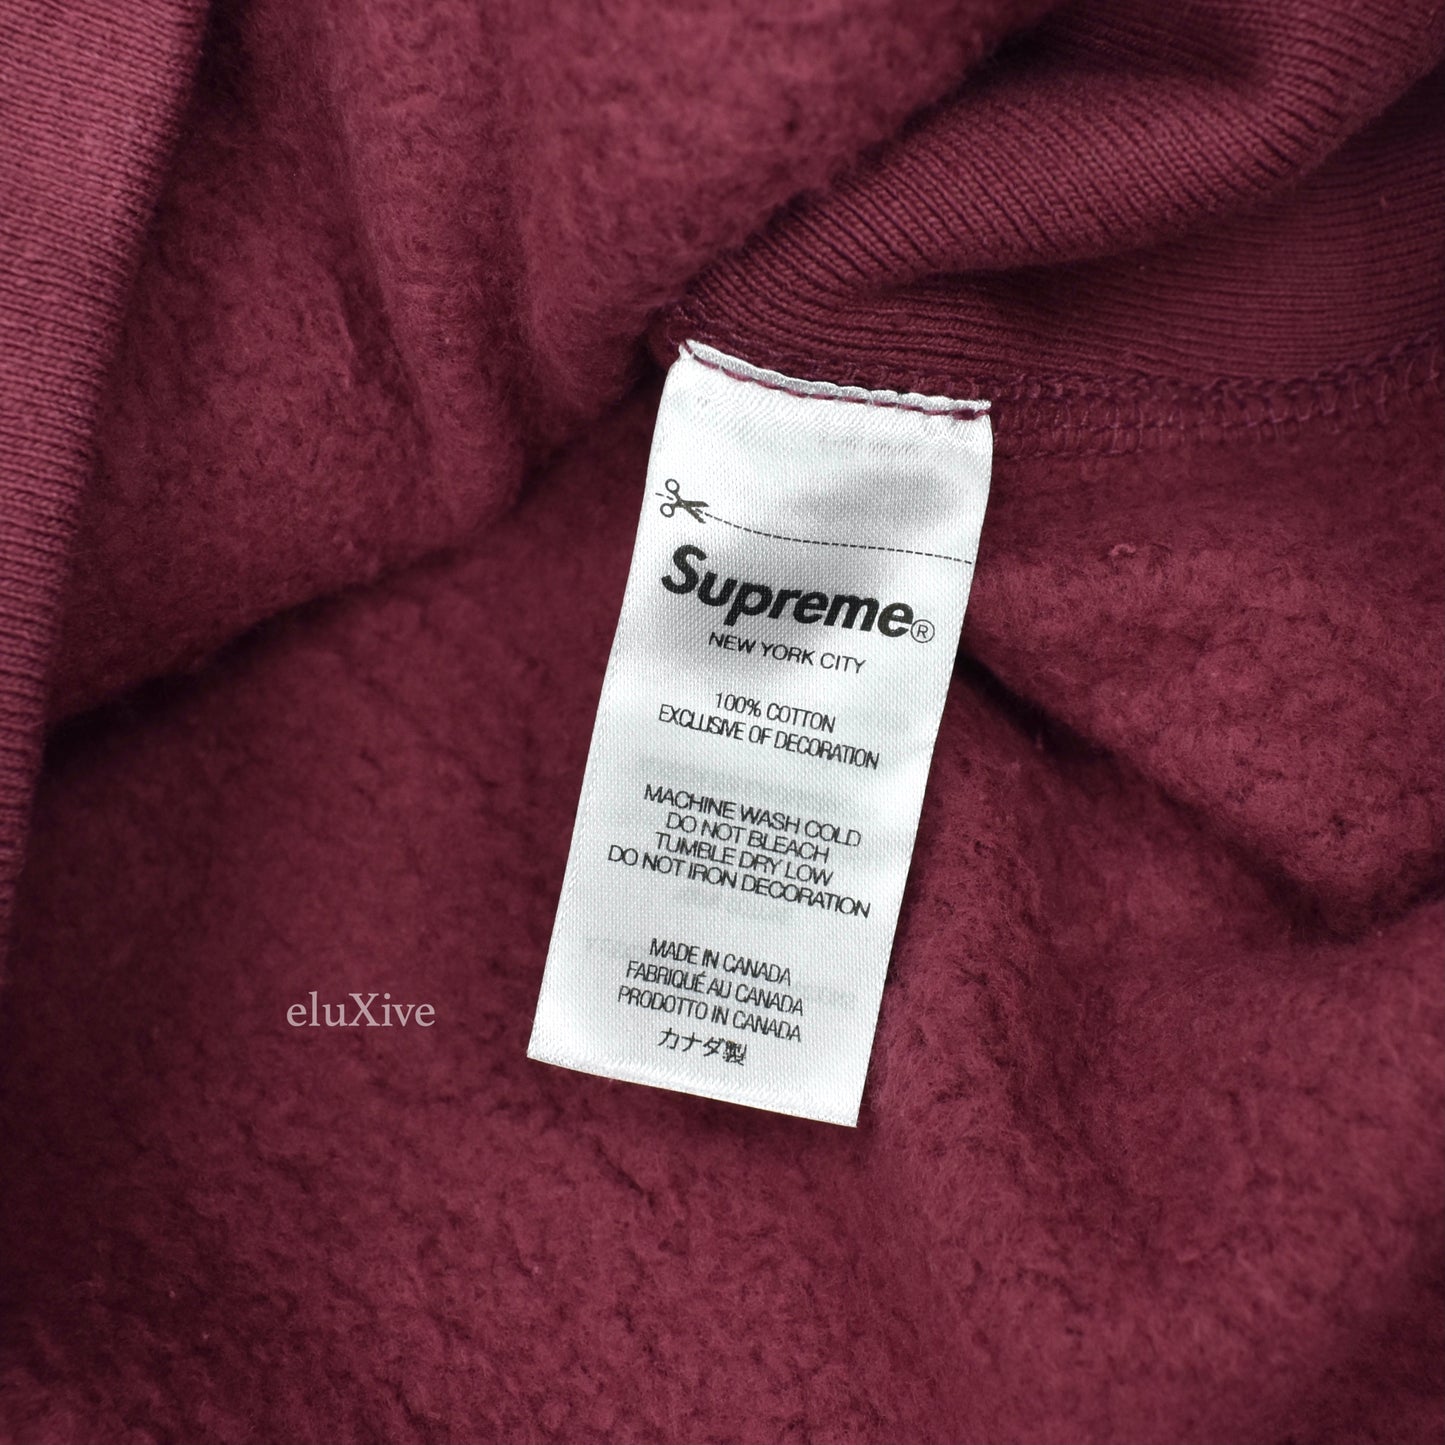 Supreme®
NEW YORK CITY
100% COTTON
EXCLUSIVE OF DECORATION
MACHINE WASH COLD
DO NOT BLEACH
TUMBLE DRY LOW
DO NOT IRON DECORATION
MADE IN CANADA
FABRIQUÉ AU CANADA
PRODOTTO IN CANADA
カナダ製
eluXive